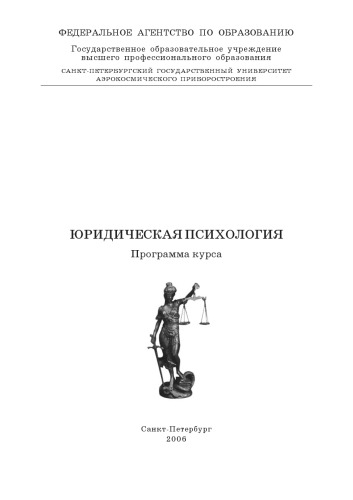 ФЕДЕРАЛЬНОЕ АГЕНТСТВО ПО ОБРАЗОВАНИЮ
Государственное образовательное учреждение
высшего профессионального образования
САНКТ-ПЕТЕРБУРГСКИЙ ГОСУДАРСТВЕННЫЙ УНИВЕРСИТЕТ
АЭРОКОСМИЧЕСКОГО ПРИБОРОСТРОЕНИЯ
ЮРИДИЧЕСКАЯ ПСИХОЛОГИЯ
Программа курса
Санкт-Петербург
2006